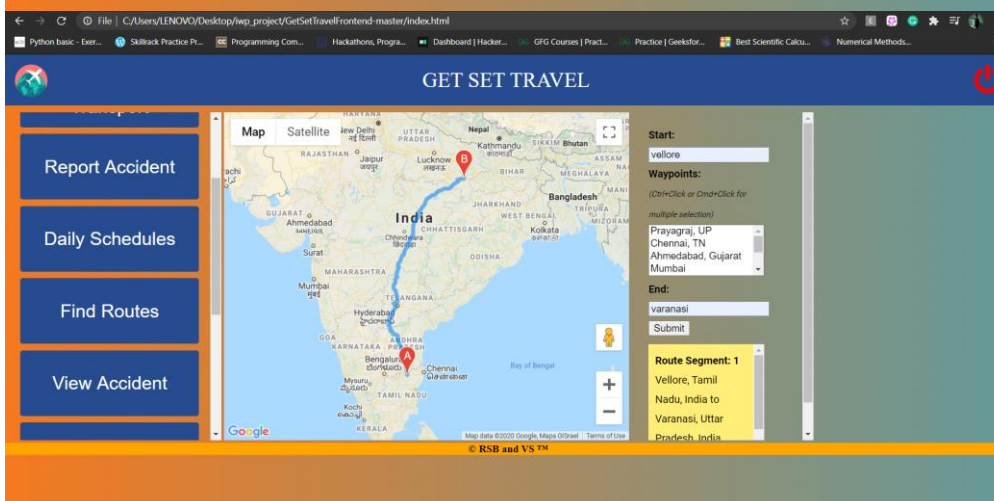 File | C:/Users/LENOVO/Desktop/iwp_project/GetSetTravelFrontend-master/index.html
Python basic - Exer... Skillrack Practice Pr... Programming Com... Hackathons, Progra... Dashboard | Hacker... GFG Courses | Pract... Practice | Geeksfor... Best Scientific Calcu... Numerical Methods...
GET SET TRAVEL
Transport
Report Accident
Daily Schedules
Find Routes
View Accident
Map Satellite
HARYANA
New Delhi
नई दिल्ली
UTTAR
PRADESH
Nepal
Kathmandu
SIKKIM
Bhutan
RAJASTHAN
Jaipur
जयपुर
Lucknow
लखनऊ
B
ASSAM
BIHAR
MEGHALAYA
Bangladesh
JHARKHAND
TRIPURA
GUJARAT
Ahmedabad
India
WEST BENGAL
MIZORAM
CHHATTISGARH
Kolkata
Chhindwara
Surat
ODISHA
MAHARASHTRA
Mumbai
मुंबई
TELANGANA
Hyderabad
GOA
KARNATAKA
ANDHRA
PRADESH
A
Bengaluru
Chennai
Bay of Bengal
Mysuru
TAMIL NADU
Kochi
KERALA
Google
Map data ©2020 Google, Mapa GISrael Terms of Use
Start:
vellore
Waypoints:
(Ctrl+Click or Cmd+Click for
multiple selection)
Prayagraj, UP
Chennai, TN
Ahmedabad, Gujarat
Mumbai
End:
varanasi
Submit
Route Segment: 1
Vellore, Tamil
Nadu, India to
Varanasi, Uttar
Pradesh, India
© RSB and VS ™